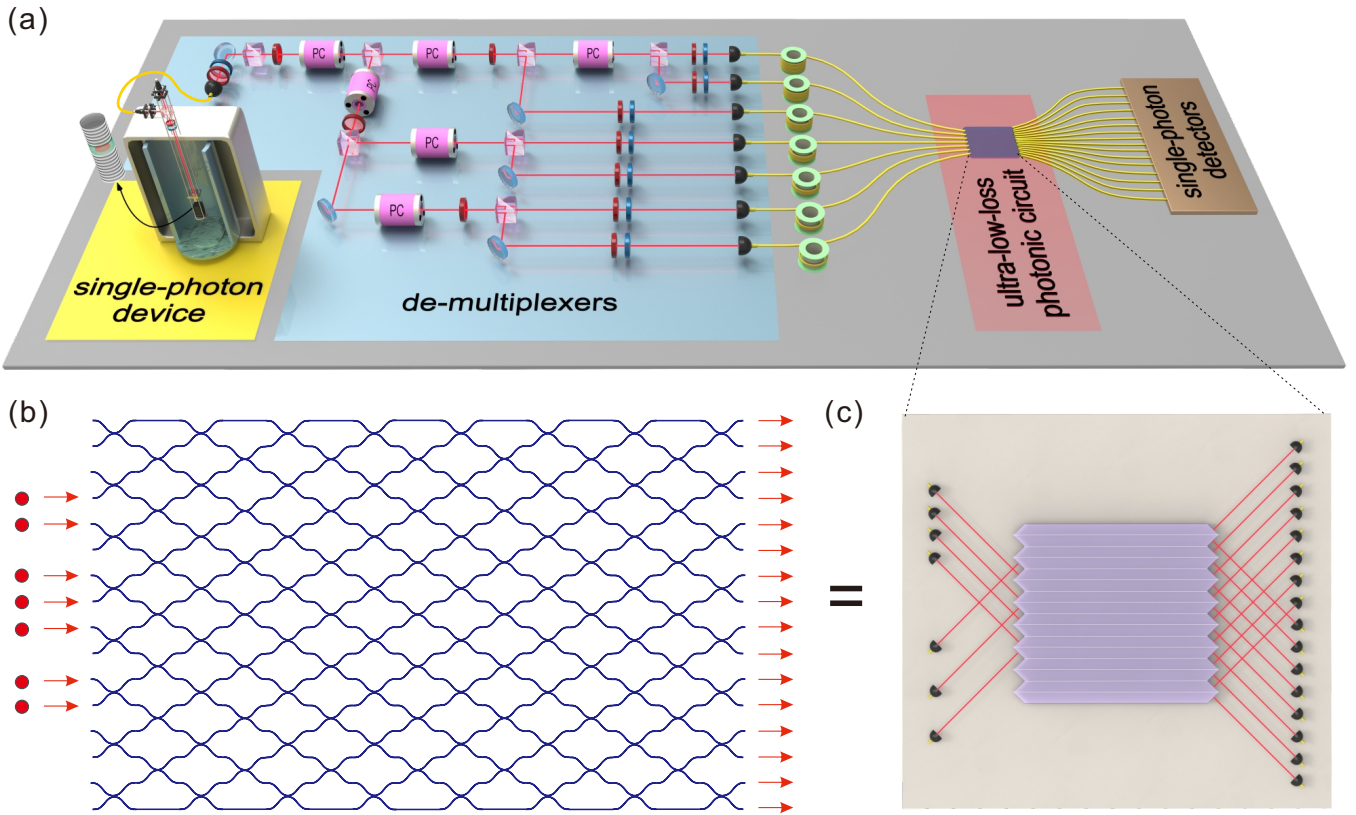 (a)
PC
PC
PC
PC
PC
PC
single-photon
device
de-multiplexers
ultra-low-loss
photonic circuit
single-photon
detectors
(b)
(c)
=